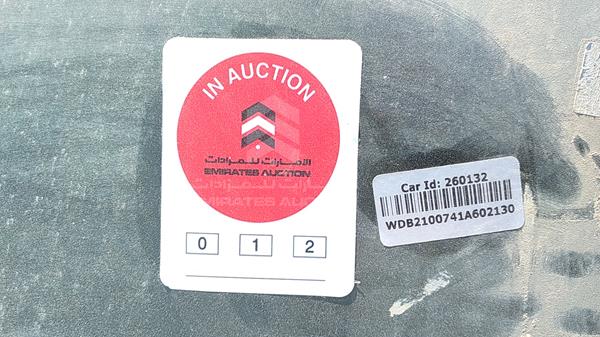 IN AUCTION
الامارات للمزادات
EMIRATES AUCTION
0 1 2
Car Id: 260132
WDB2100741A602130